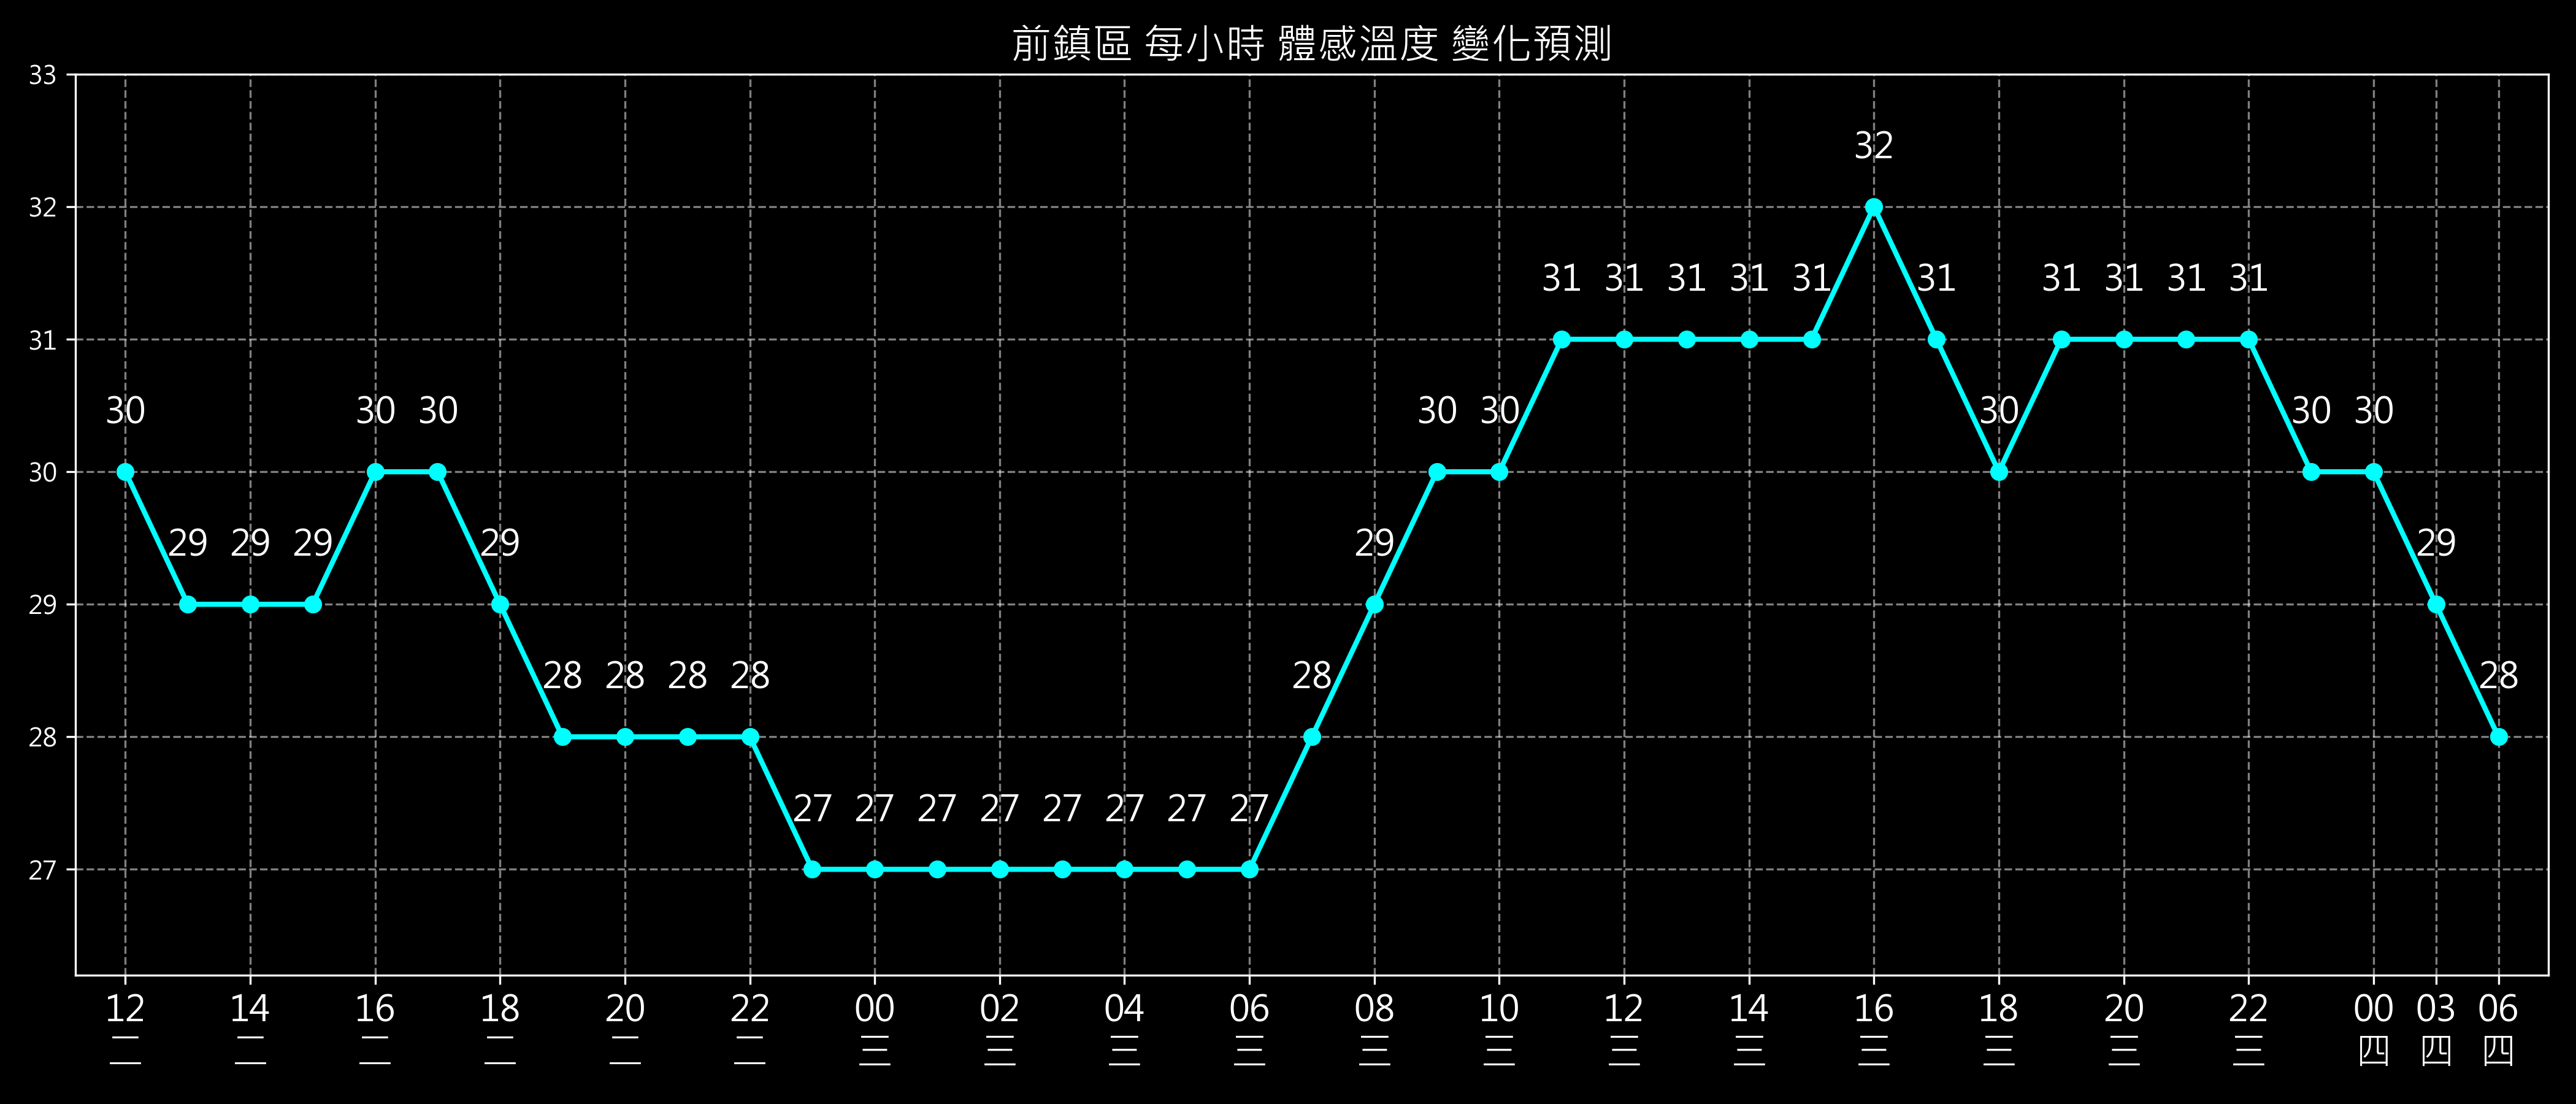 前鎮區 每小時 體感溫度 變化預測
33
32
32
31 31 31 31 31 31 31 31 31 31
31
30 30 30 30 30 30 30 30
30
29 29 29 29 29 29
29
28 28 28 28 28 28
28
27 27 27 27 27 27 27 27
27
12 14 16 18 20 22 00 02 04 06 08 10 12 14 16 18 20 22 00 03 06
二 二 二 二 二 二 三 三 三 三 三 三 三 三 三 三 三 三 四 四 四